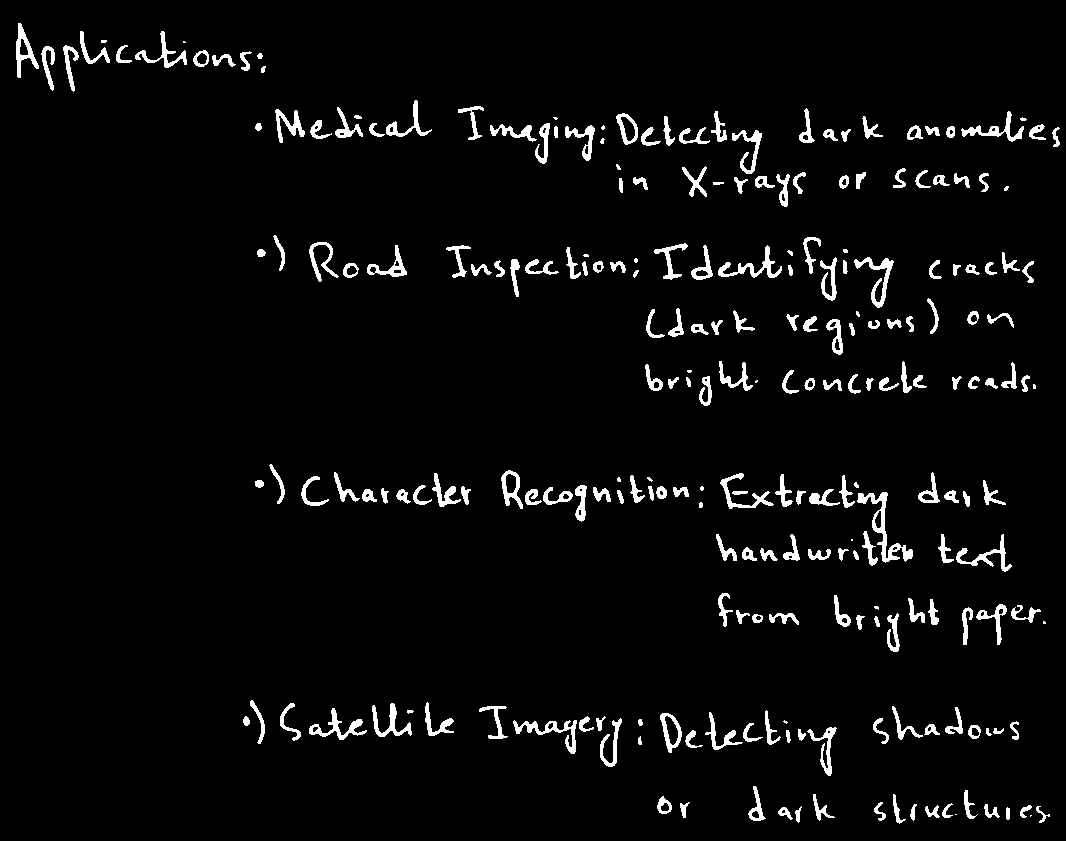 Applications:
· Medical Imaging: Detecting dark anomalies
in X-rays or scans.
·) Road Inspection: Identifying cracks
(dark regions) on
bright concrete roads.
·) Character Recognition: Extracting dark
handwritten text
from bright paper.
·) Satellite Imagery: Detecting shadows
or dark structures.